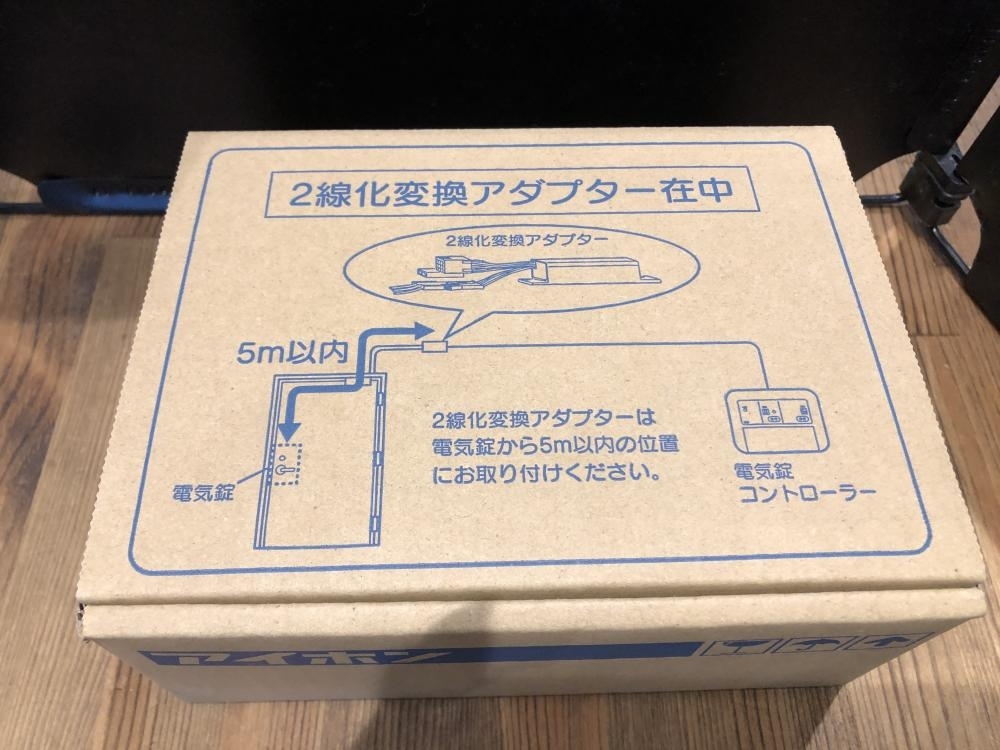 2線化変換アダプター在中
2線化変換アダプター
5m以内
2線化変換アダプターは
電気錠から5m以内の位置
にお取り付けください。
電気錠
電気錠
コントローラー
アイホン